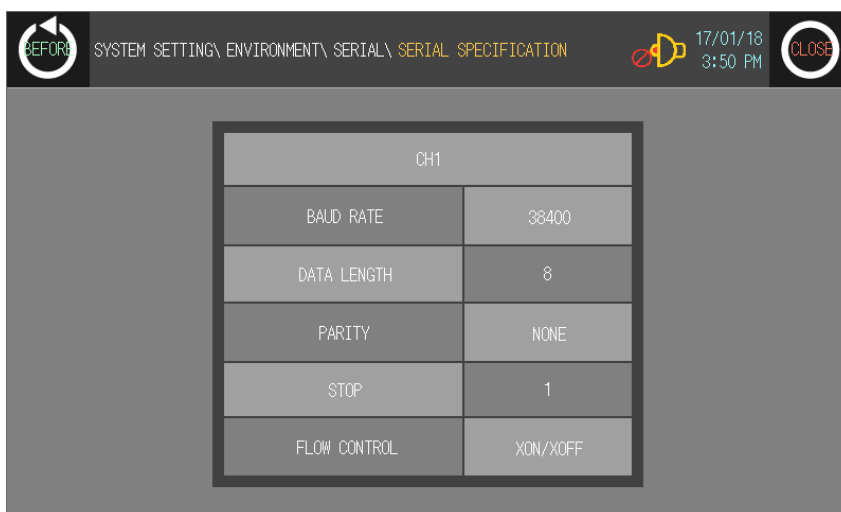 BEFORE
SYSTEM SETTING\ ENVIRONMENT\ SERIAL\ SERIAL SPECIFICATION
17/01/18
3:50 PM
CLOSE
CH1
BAUD RATE 38400
DATA LENGTH 8
PARITY NONE
STOP 1
FLOW CONTROL XON/XOFF